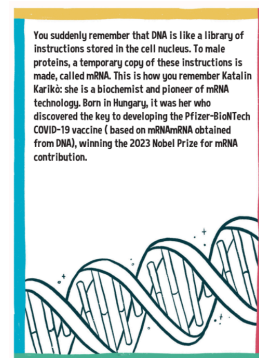 You suddenly remember that DNA is like a library of
instructions stored in the cell nucleus. To male
proteins, a temporary copy of these instructions is
made, called mRNA. This is how you remember Katalin
Karikò: she is a biochemist and pioneer of mRNA
technology. Born in Hungary, it was her who
discovered the key to developing the Pfizer-BioNTech
COVID-19 vaccine ( based on mRNAmRNA obtained
from DNA), winning the 2023 Nobel Prize for mRNA
contribution.